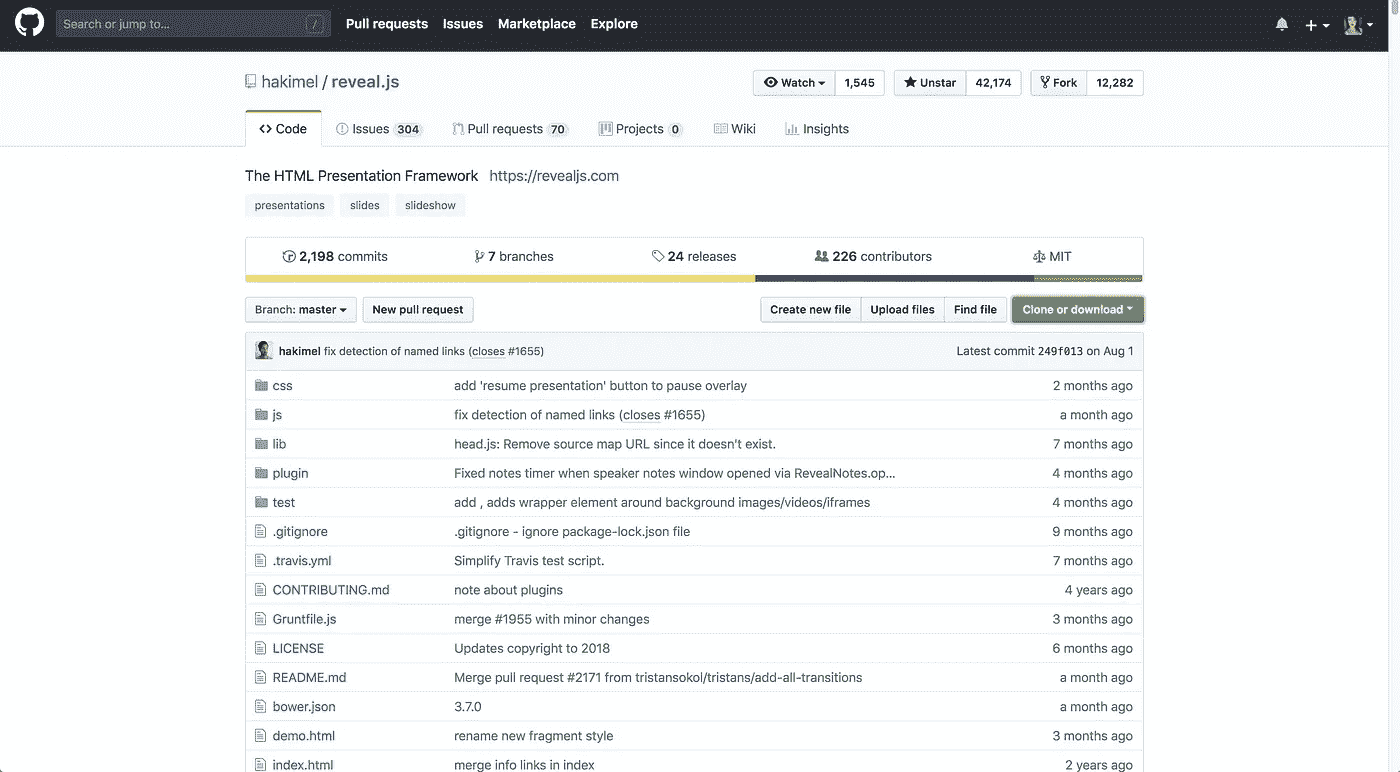 Search or jump to... /
Pull requests Issues Marketplace Explore
hakimel / reveal.js
Watch 1,545 Unstar 42,174 Fork 12,282
Code Issues 304 Pull requests 70 Projects 0 Wiki Insights
The HTML Presentation Framework https://revealjs.com
presentations slides slideshow
2,198 commits 7 branches 24 releases 226 contributors MIT
Branch: master New pull request Create new file Upload files Find file Clone or download
hakimel fix detection of named links (closes #1655) Latest commit 249f013 on Aug 1
css add 'resume presentation' button to pause overlay 2 months ago
js fix detection of named links (closes #1655) a month ago
lib head.js: Remove source map URL since it doesn't exist. 7 months ago
plugin Fixed notes timer when speaker notes window opened via RevealNotes.op... 4 months ago
test add , adds wrapper element around background images/videos/iframes 4 months ago
.gitignore .gitignore - ignore package-lock.json file 9 months ago
.travis.yml Simplify Travis test script. 7 months ago
CONTRIBUTING.md note about plugins 4 years ago
Gruntfile.js merge #1955 with minor changes 3 months ago
LICENSE Updates copyright to 2018 6 months ago
README.md Merge pull request #2171 from tristansokol/tristans/add-all-transitions a month ago
bower.json 3.7.0 a month ago
demo.html rename new fragment style 3 months ago
index.html merge info links in index 2 years ago